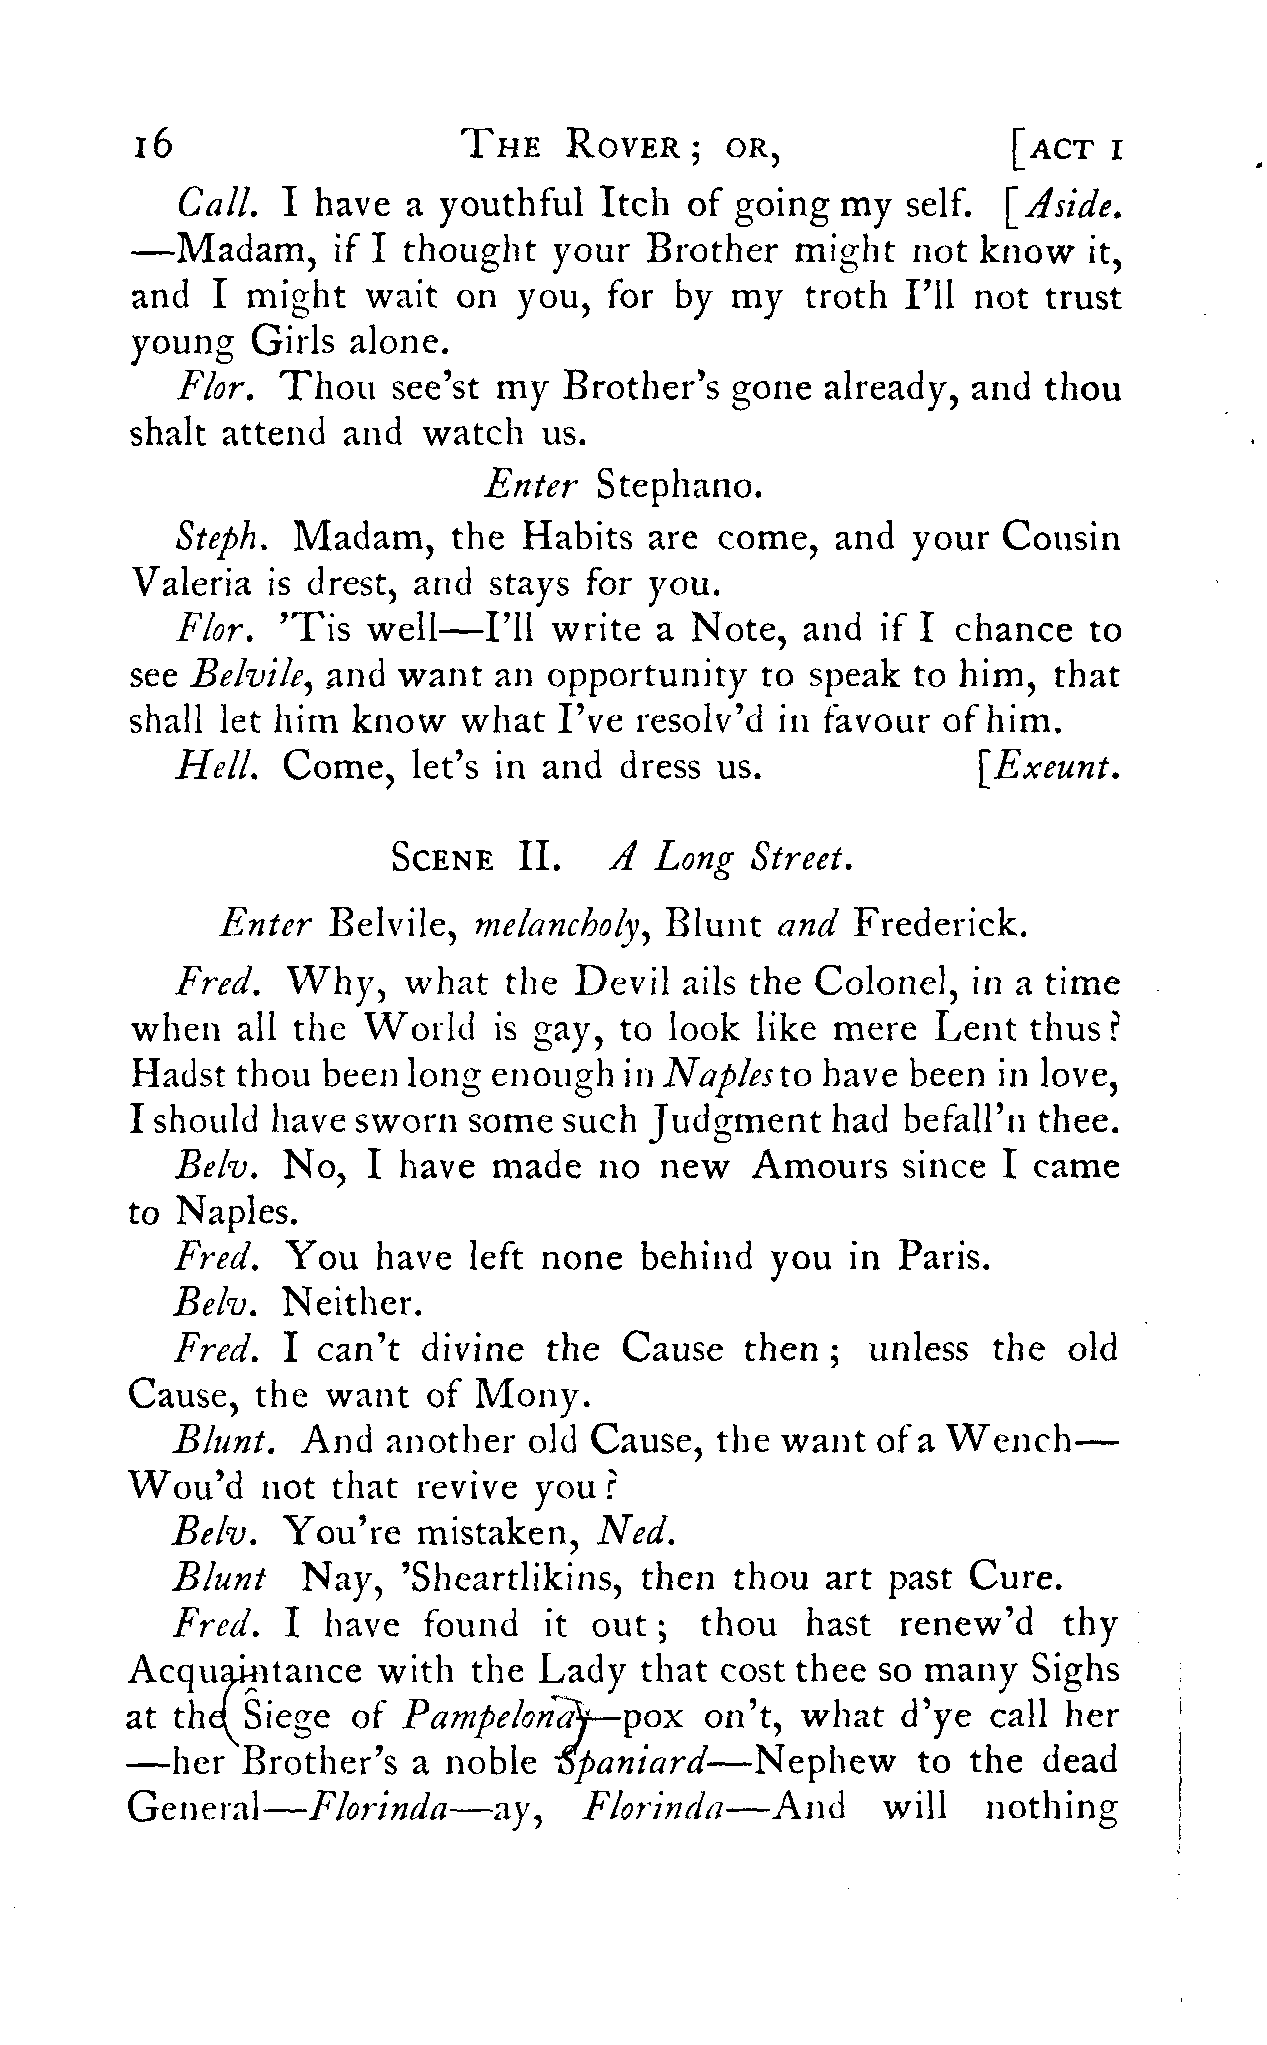 16 THE ROVER; OR, [ACT I
Call. I have a youthful Itch of going my self. [Aside.
—Madam, if I thought your Brother might not know it,
and I might wait on you, for by my troth I'll not trust
young Girls alone.
Flor. Thou see'st my Brother's gone already, and thou
shalt attend and watch us.
Enter Stephano.
Steph. Madam, the Habits are come, and your Cousin
Valeria is drest, and stays for you.
Flor. 'Tis well—I'll write a Note, and if I chance to
see Belvile, and want an opportunity to speak to him, that
shall let him know what I've resolv'd in favour of him.
Hell. Come, let's in and dress us. [Exeunt.
SCENE II. A Long Street.
Enter Belvile, melancholy, Blunt and Frederick.
Fred. Why, what the Devil ails the Colonel, in a time
when all the World is gay, to look like mere Lent thus?
Hadst thou been long enough in Naples to have been in love,
I should have sworn some such Judgment had befall'n thee.
Belv. No, I have made no new Amours since I came
to Naples.
Fred. You have left none behind you in Paris.
Belv. Neither.
Fred. I can't divine the Cause then; unless the old
Cause, the want of Mony.
Blunt. And another old Cause, the want of a Wench—
Wou'd not that revive you?
Belv. You're mistaken, Ned.
Blunt Nay, 'Sheartlikins, then thou art past Cure.
Fred. I have found it out; thou hast renew'd thy
Acquaintance with the Lady that cost thee so many Sighs
at the Siege of Pampelona—pox on't, what d'ye call her
—her Brother's a noble Spaniard—Nephew to the dead
General—Florinda—ay, Florinda—And will nothing